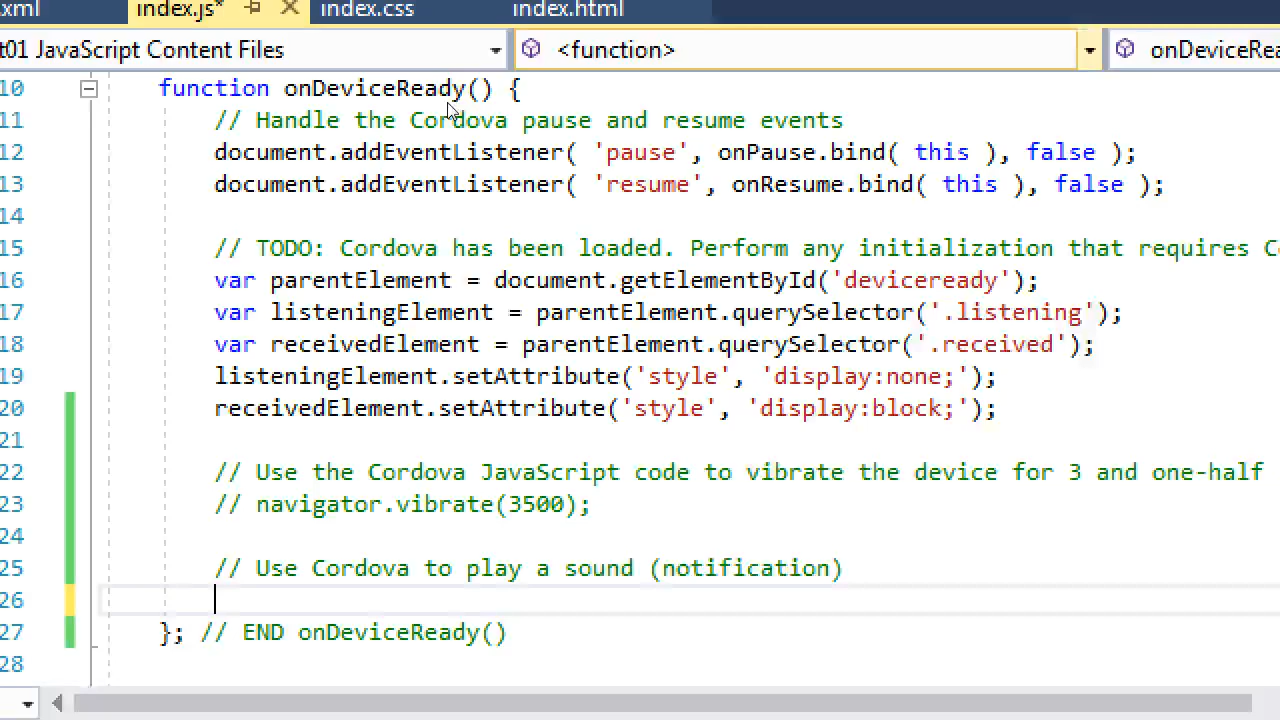 .xml index.js* index.css index.html
t01 JavaScript Content Files <function> onDeviceRea
10 function onDeviceReady() {
11 // Handle the Cordova pause and resume events
12 document.addEventListener( 'pause', onPause.bind( this ), false );
13 document.addEventListener( 'resume', onResume.bind( this ), false );
14
15 // TODO: Cordova has been loaded. Perform any initialization that requires Co
16 var parentElement = document.getElementById('deviceready');
17 var listeningElement = parentElement.querySelector('.listening');
18 var receivedElement = parentElement.querySelector('.received');
19 listeningElement.setAttribute('style', 'display:none;');
20 receivedElement.setAttribute('style', 'display:block;');
21
22 // Use the Cordova JavaScript code to vibrate the device for 3 and one-half
23 // navigator.vibrate(3500);
24
25 // Use Cordova to play a sound (notification)
26
27 }; // END onDeviceReady()
28